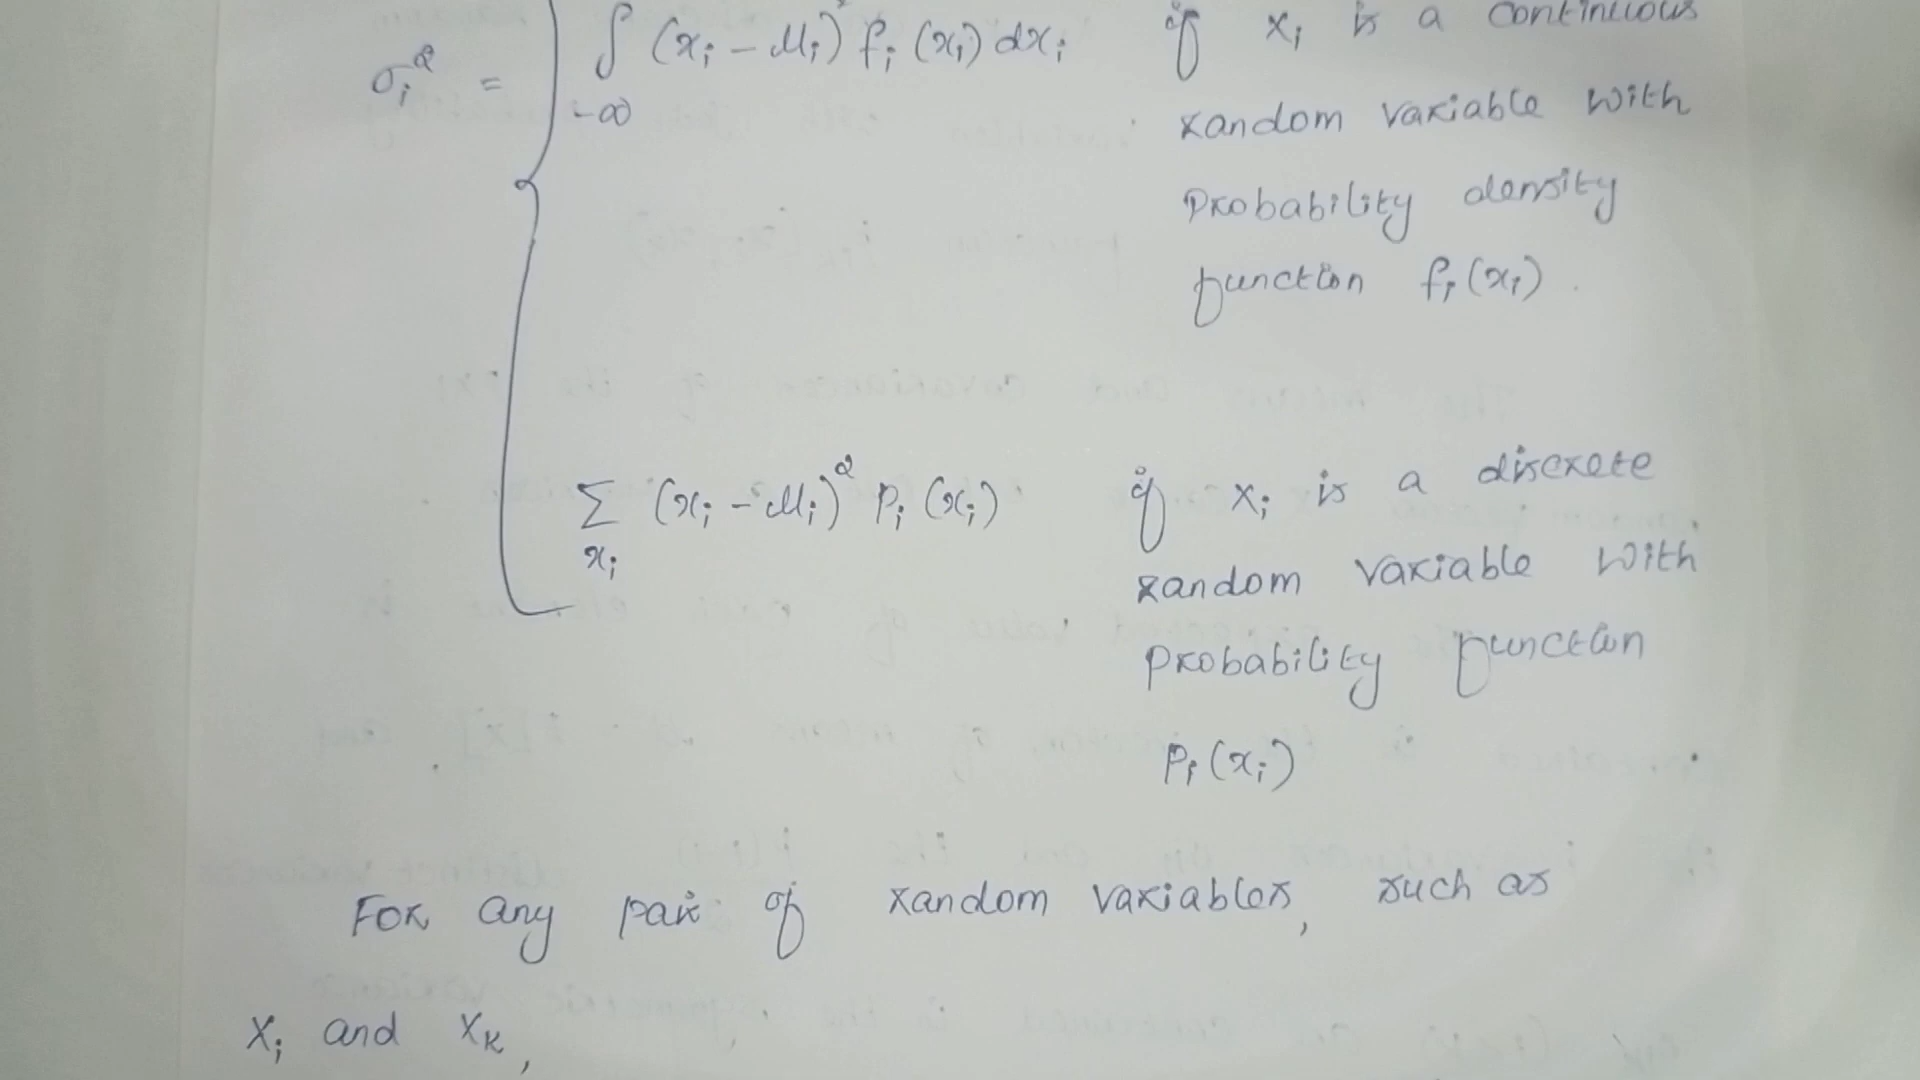 σᵢ² = ∫ (xᵢ - μᵢ)² fᵢ (xᵢ) dxᵢ if xᵢ is a continuous
-∞
random variable with
probability density
function fᵢ(xᵢ).
∑ (xᵢ - μᵢ)² Pᵢ (xᵢ) if xᵢ is a discrete
xᵢ
random variable with
probability function
Pᵢ(xᵢ)
For any pair of random variables, such as
Xᵢ and Xₖ,